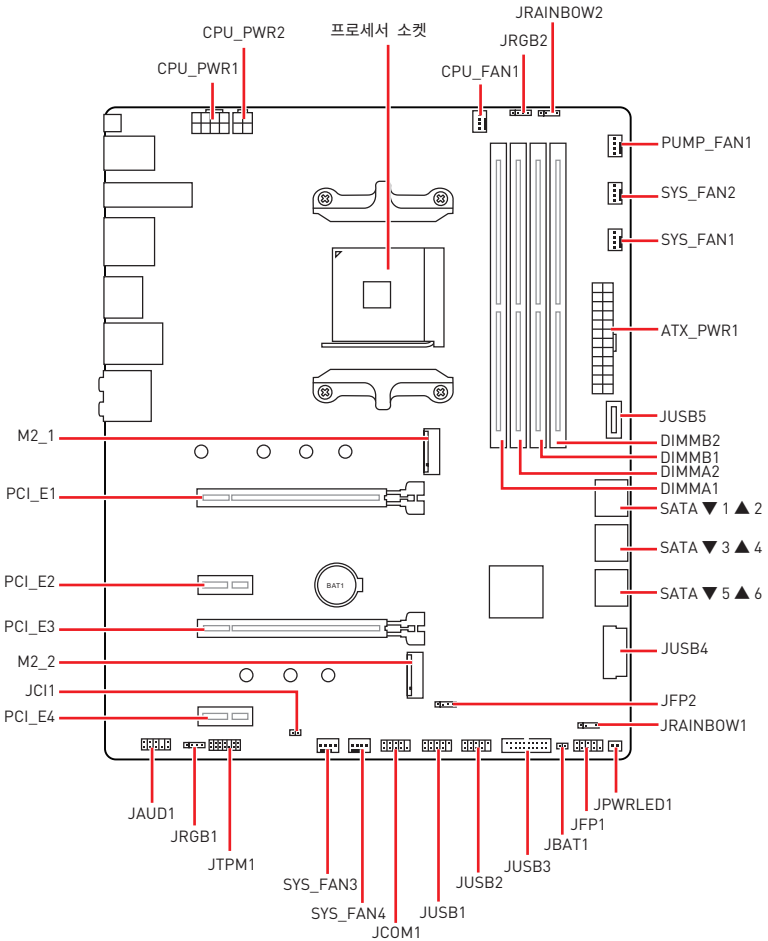 JRAINBOW2
CPU_PWR2
프로세서 소켓
JRGB2
CPU_PWR1
CPU_FAN1
PUMP_FAN1
SYS_FAN2
SYS_FAN1
ATX_PWR1
JUSB5
M2_1
DIMMB2
DIMMB1
DIMMA2
DIMMA1
PCI_E1
SATA ▼ 1 ▲ 2
SATA ▼ 3 ▲ 4
PCI_E2
BAT1
SATA ▼ 5 ▲ 6
PCI_E3
JUSB4
M2_2
JCI1
JFP2
PCI_E4
JRAINBOW1
JAUD1
JPWRLED1
JRGB1
JFP1
JBAT1
JTPM1
JUSB3
SYS_FAN3
JUSB2
SYS_FAN4
JUSB1
JCOM1